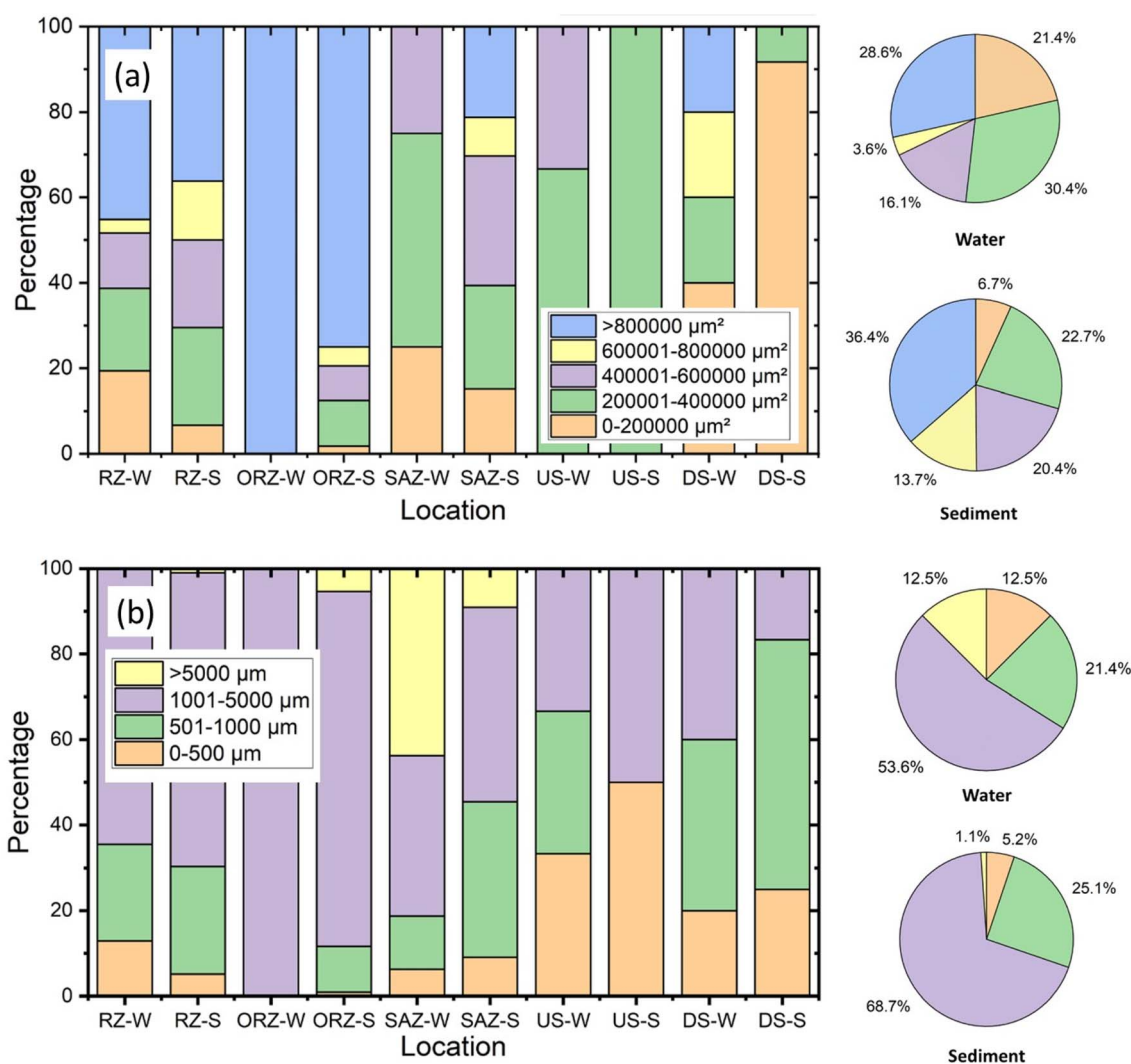 (a)
Percentage
100
80
60
40
20
0
>800000 µm²
600001-800000 µm²
400001-600000 µm²
200001-400000 µm²
0-200000 µm²
RZ-W RZ-S ORZ-W ORZ-S SAZ-W SAZ-S US-W US-S DS-W DS-S
Location
28.6%
21.4%
3.6%
16.1%
30.4%
Water
6.7%
36.4%
22.7%
13.7%
20.4%
Sediment
(b)
Percentage
100
80
60
40
20
0
>5000 µm
1001-5000 µm
501-1000 µm
0-500 µm
RZ-W RZ-S ORZ-W ORZ-S SAZ-W SAZ-S US-W US-S DS-W DS-S
Location
12.5%
12.5%
21.4%
53.6%
Water
1.1%
5.2%
25.1%
68.7%
Sediment